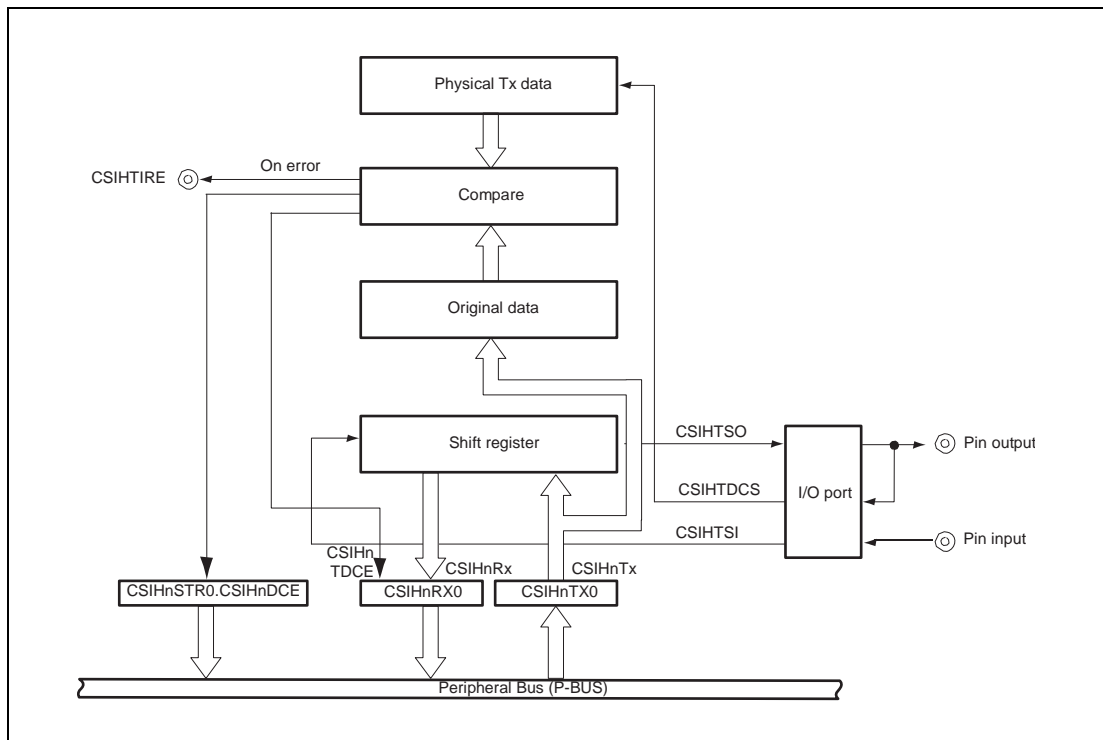 Physical Tx data
On error
CSIHTIRE
Compare
Original data
Shift register
CSIHTSO
Pin output
CSIHTDCS
I/O port
CSIHTSI
Pin input
CSIHn
TDCE
CSIHnRx
CSIHnTx
CSIHnSTR0.CSIHnDCE
CSIHnRX0
CSIHnTX0
Peripheral Bus (P-BUS)